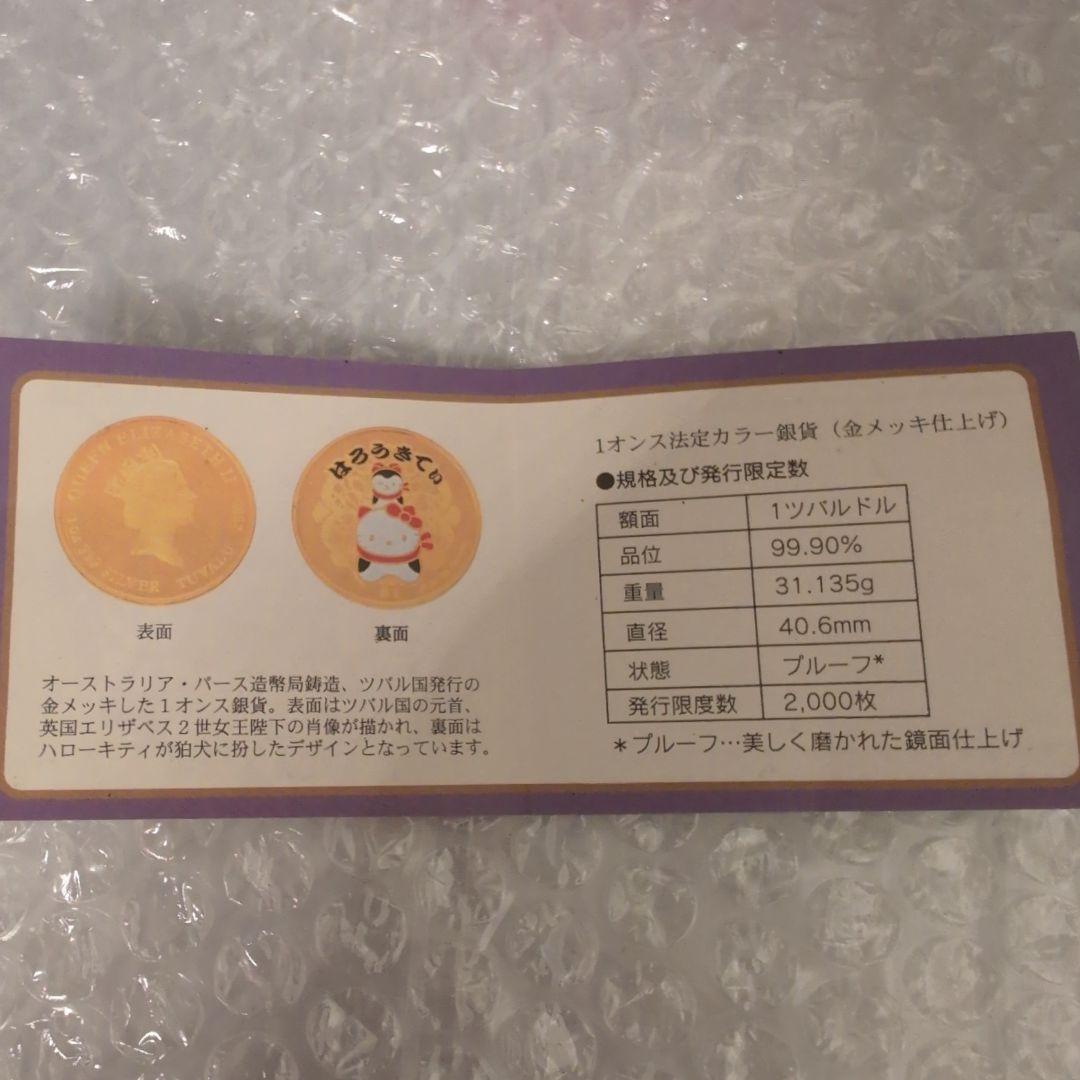 QUEEN ELIZABETH II
1 OZ 999 SILVER TUVALU
はろうきてぃ
表面
裏面
オーストラリア・パース造幣局鋳造、ツバル国発行の
金メッキした1オンス銀貨。表面はツバル国の元首、
英国エリザベス2世女王陛下の肖像が描かれ、裏面は
ハローキティが狛犬に扮したデザインとなっています。
1オンス法定カラー銀貨（金メッキ仕上げ）
●規格及び発行限定数
額面 1ツバルドル
品位 99.90%
重量 31.135g
直径 40.6mm
状態 プルーフ*
発行限度数 2,000枚
*プルーフ…美しく磨かれた鏡面仕上げ